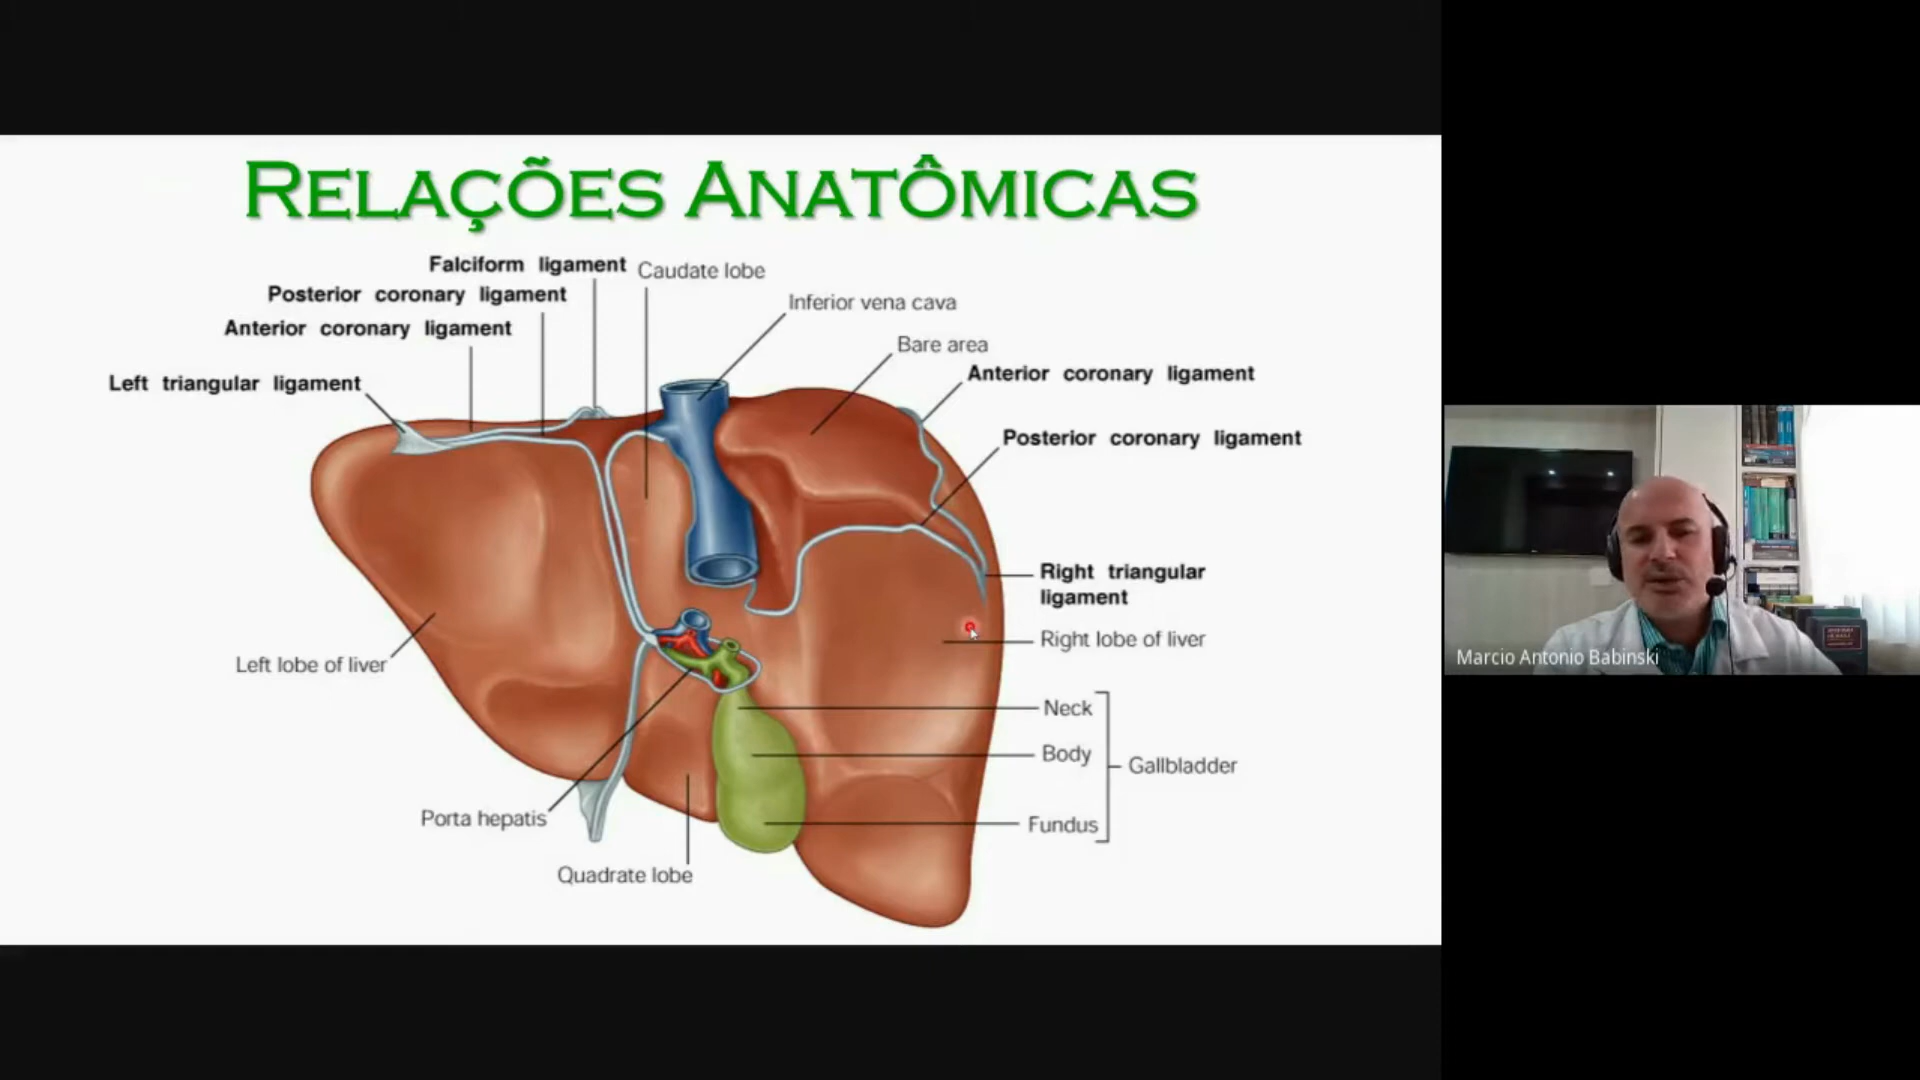 RELAÇÕES ANATÔMICAS
Falciform ligament
Caudate lobe
Posterior coronary ligament
Inferior vena cava
Anterior coronary ligament
Bare area
Left triangular ligament
Anterior coronary ligament
Posterior coronary ligament
Right triangular
ligament
Right lobe of liver
Left lobe of liver
Neck
Body
Gallbladder
Porta hepatis
Fundus
Quadrate lobe
Marcio Antonio Babinski